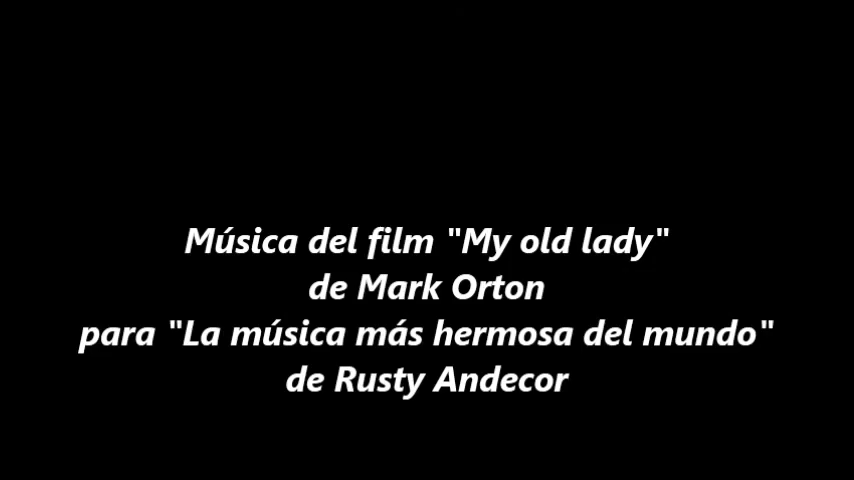 Música del film "My old lady"
de Mark Orton
para "La música más hermosa del mundo"
de Rusty Andecor